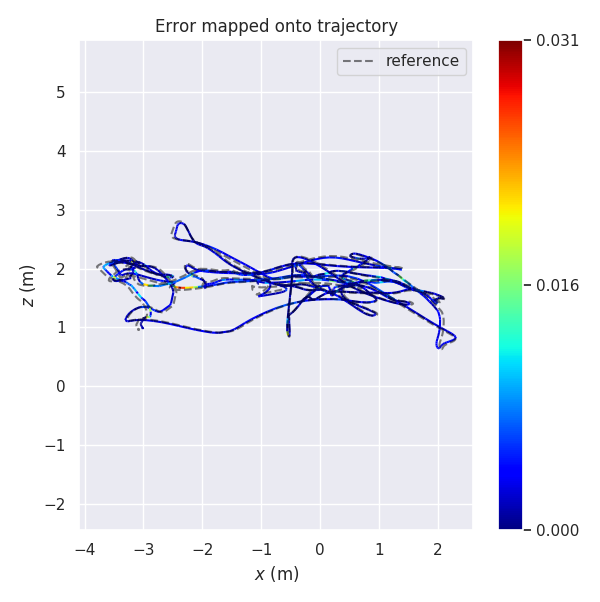 Error mapped onto trajectory
reference
5
4
3
2
1
0
−1
−2
z (m)
−4 −3 −2 −1 0 1 2
x (m)
0.031
0.016
0.000